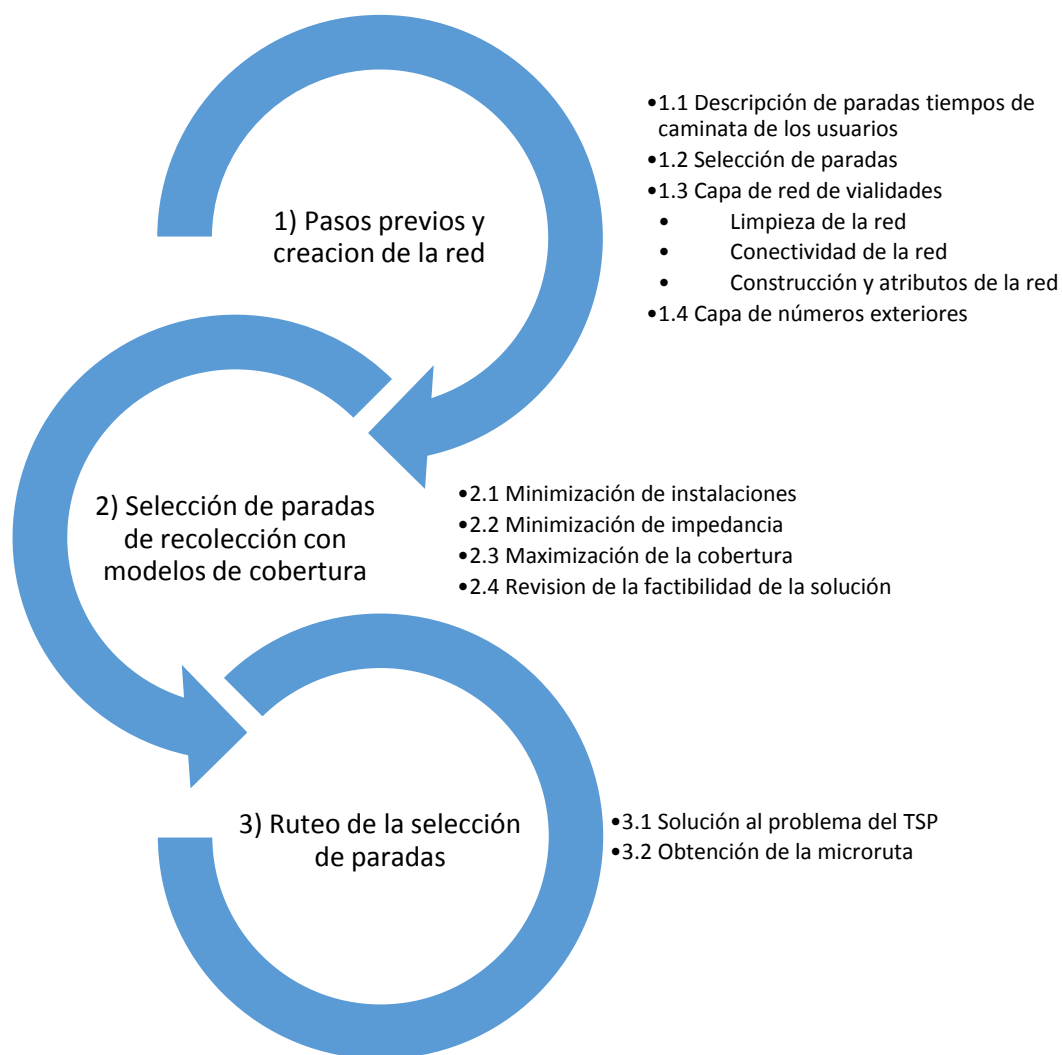 1) Pasos previos y
creacion de la red
•1.1 Descripción de paradas tiempos de
caminata de los usuarios
•1.2 Selección de paradas
•1.3 Capa de red de vialidades
• Limpieza de la red
• Conectividad de la red
• Construcción y atributos de la red
•1.4 Capa de números exteriores
2) Selección de paradas
de recolección con
modelos de cobertura
•2.1 Minimización de instalaciones
•2.2 Minimización de impedancia
•2.3 Maximización de la cobertura
•2.4 Revision de la factibilidad de la solución
3) Ruteo de la selección
de paradas
•3.1 Solución al problema del TSP
•3.2 Obtención de la microruta